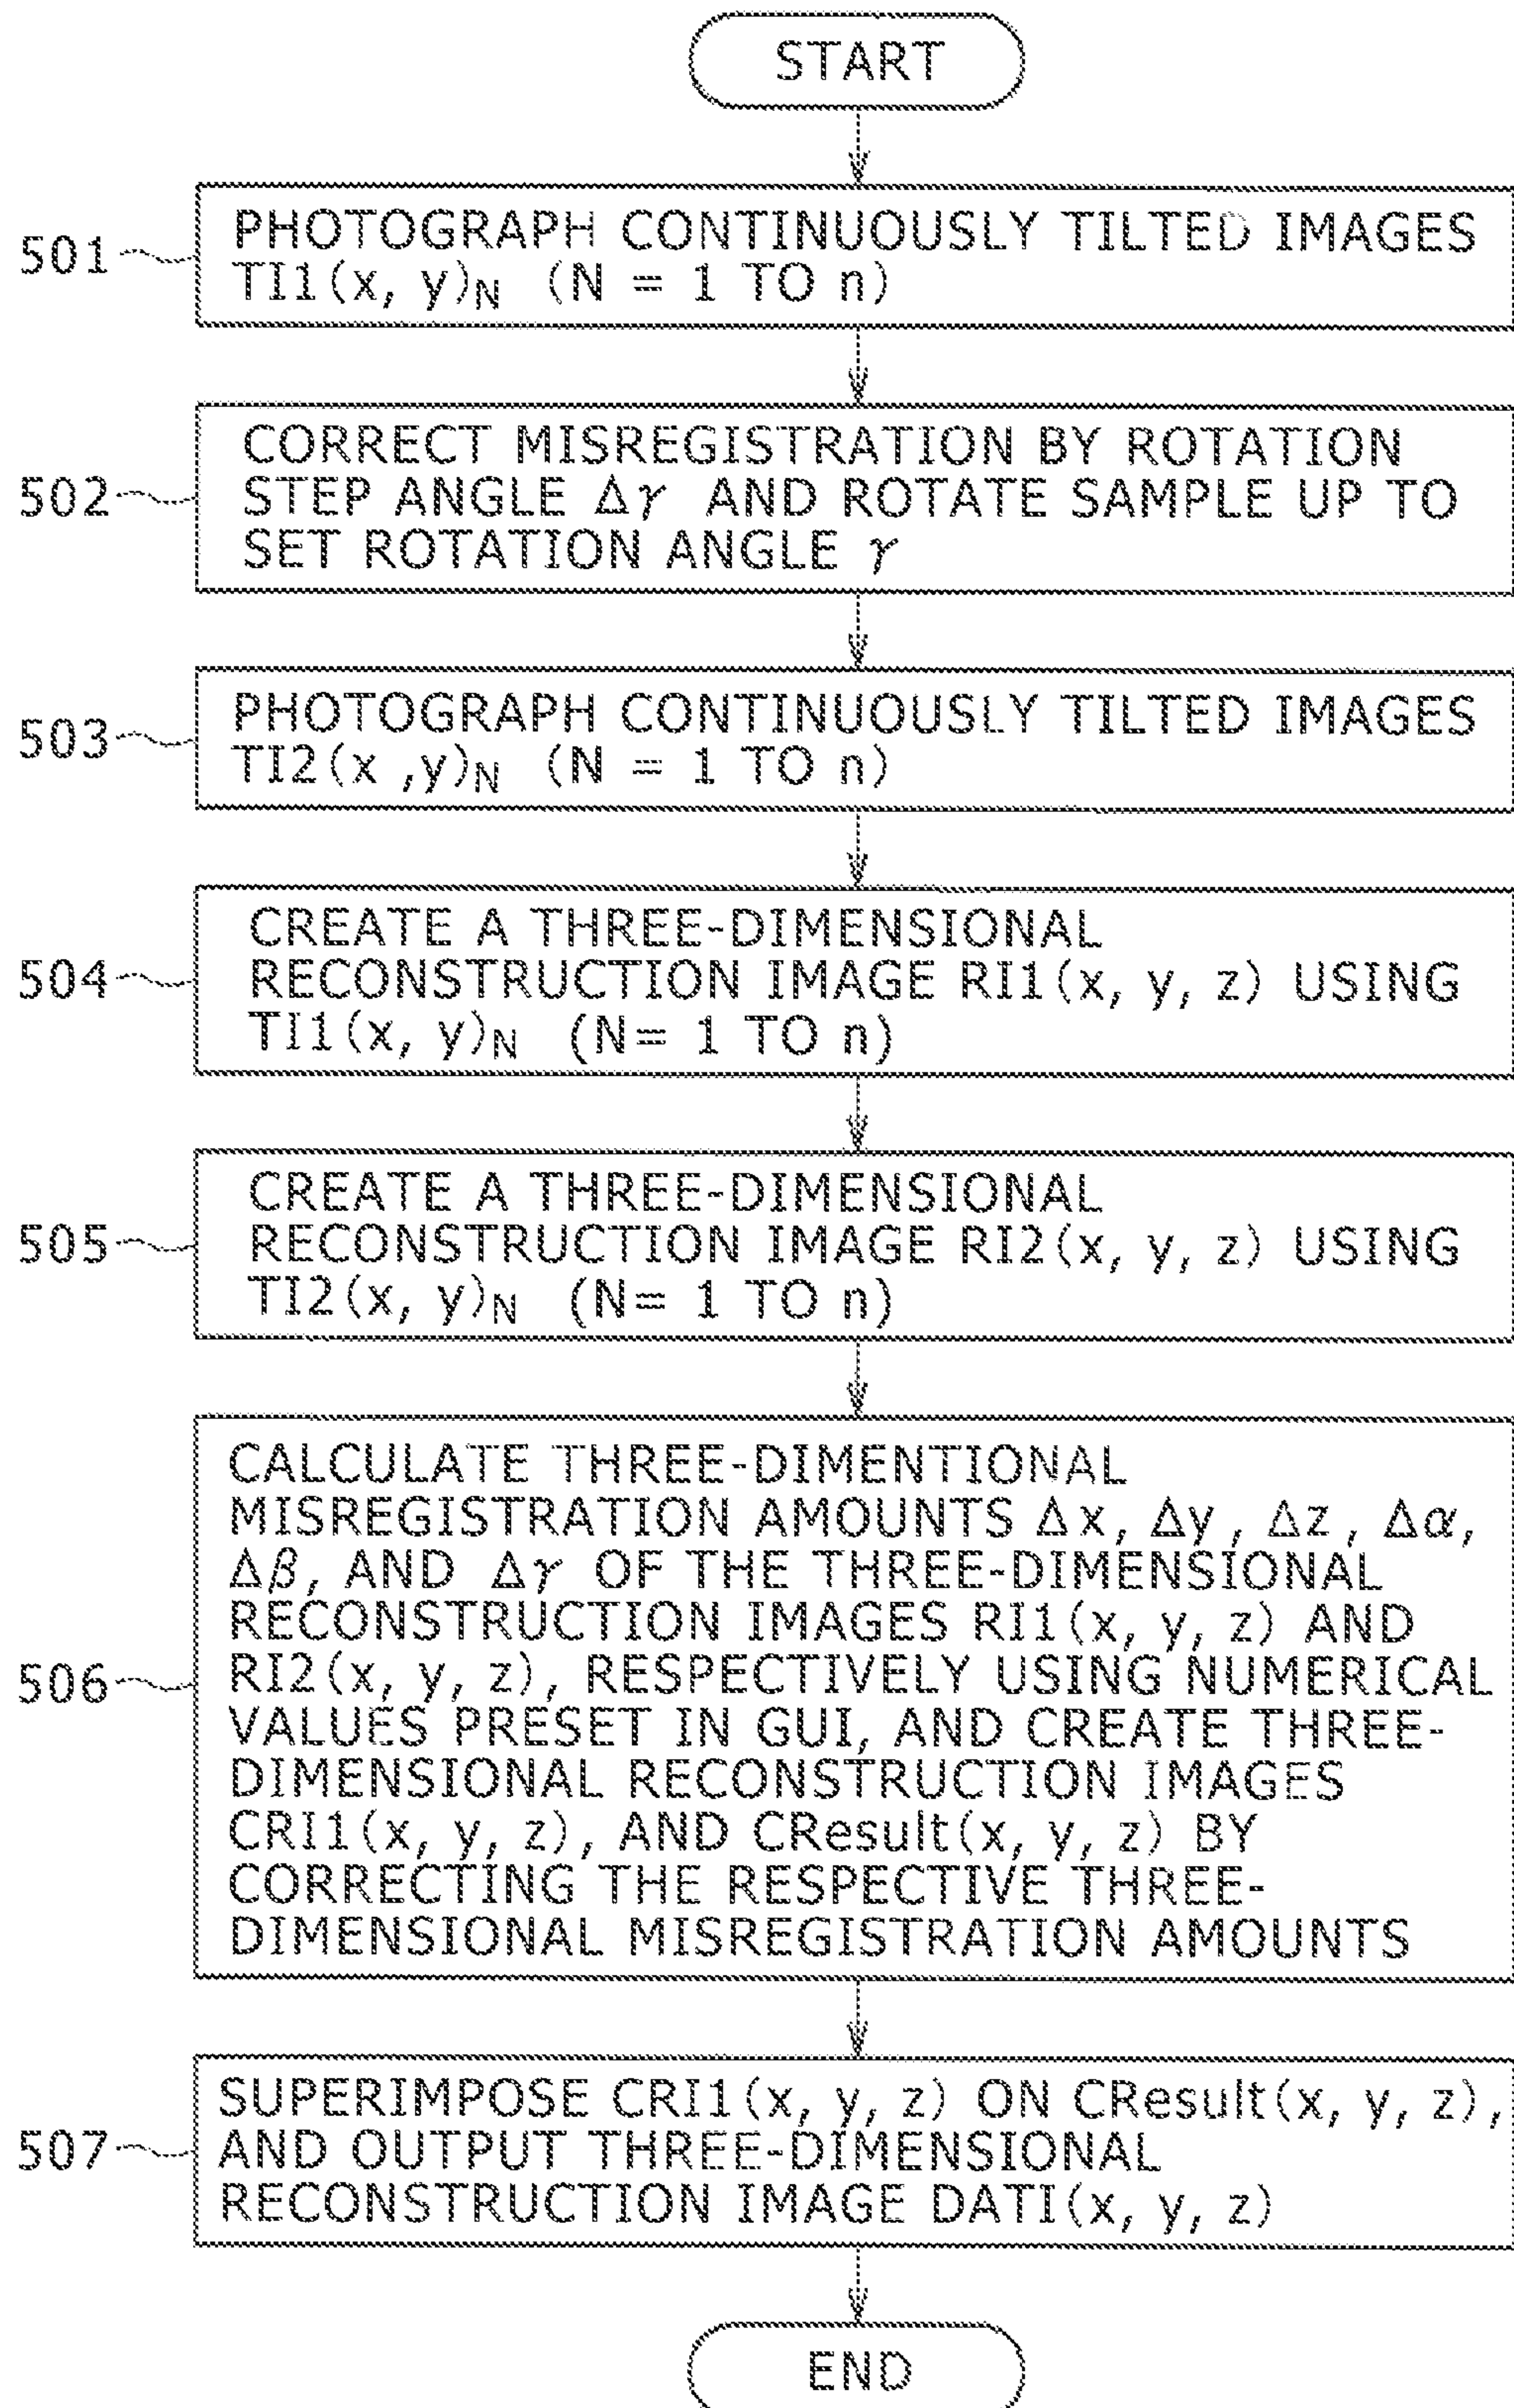 START
501
PHOTOGRAPH CONTINUOUSLY TILTED IMAGES
TI1(x, y)N (N = 1 TO n)
502
CORRECT MISREGISTRATION BY ROTATION
STEP ANGLE Δγ AND ROTATE SAMPLE UP TO
SET ROTATION ANGLE γ
503
PHOTOGRAPH CONTINUOUSLY TILTED IMAGES
TI2(x ,y)N (N = 1 TO n)
504
CREATE A THREE-DIMENSIONAL
RECONSTRUCTION IMAGE RI1(x, y, z) USING
TI1(x, y)N (N= 1 TO n)
505
CREATE A THREE-DIMENSIONAL
RECONSTRUCTION IMAGE RI2(x, y, z) USING
TI2(x, y)N (N= 1 TO n)
506
CALCULATE THREE-DIMENTIONAL
MISREGISTRATION AMOUNTS Δx, Δy, Δz, Δα,
Δβ, AND Δγ OF THE THREE-DIMENSIONAL
RECONSTRUCTION IMAGES RI1(x, y, z) AND
RI2(x, y, z), RESPECTIVELY USING NUMERICAL
VALUES PRESET IN GUI, AND CREATE THREE-
DIMENSIONAL RECONSTRUCTION IMAGES
CRI1(x, y, z), AND CResult(x, y, z) BY
CORRECTING THE RESPECTIVE THREE-
DIMENSIONAL MISREGISTRATION AMOUNTS
507
SUPERIMPOSE CRI1(x, y, z) ON CResult(x, y, z),
AND OUTPUT THREE-DIMENSIONAL
RECONSTRUCTION IMAGE DATI(x, y, z)
END